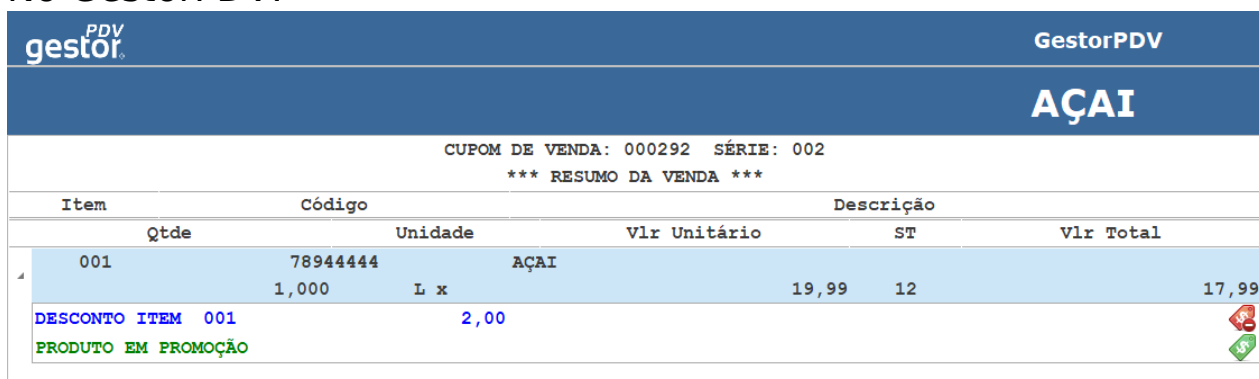 PDV
gestor
GestorPDV
AÇAI
CUPOM DE VENDA: 000292 SÉRIE: 002
*** RESUMO DA VENDA ***
Item Código Descrição
Qtde Unidade Vlr Unitário ST Vlr Total
001 78944444 AÇAI
1,000 L x 19,99 12 17,99
DESCONTO ITEM 001 2,00
PRODUTO EM PROMOÇÃO